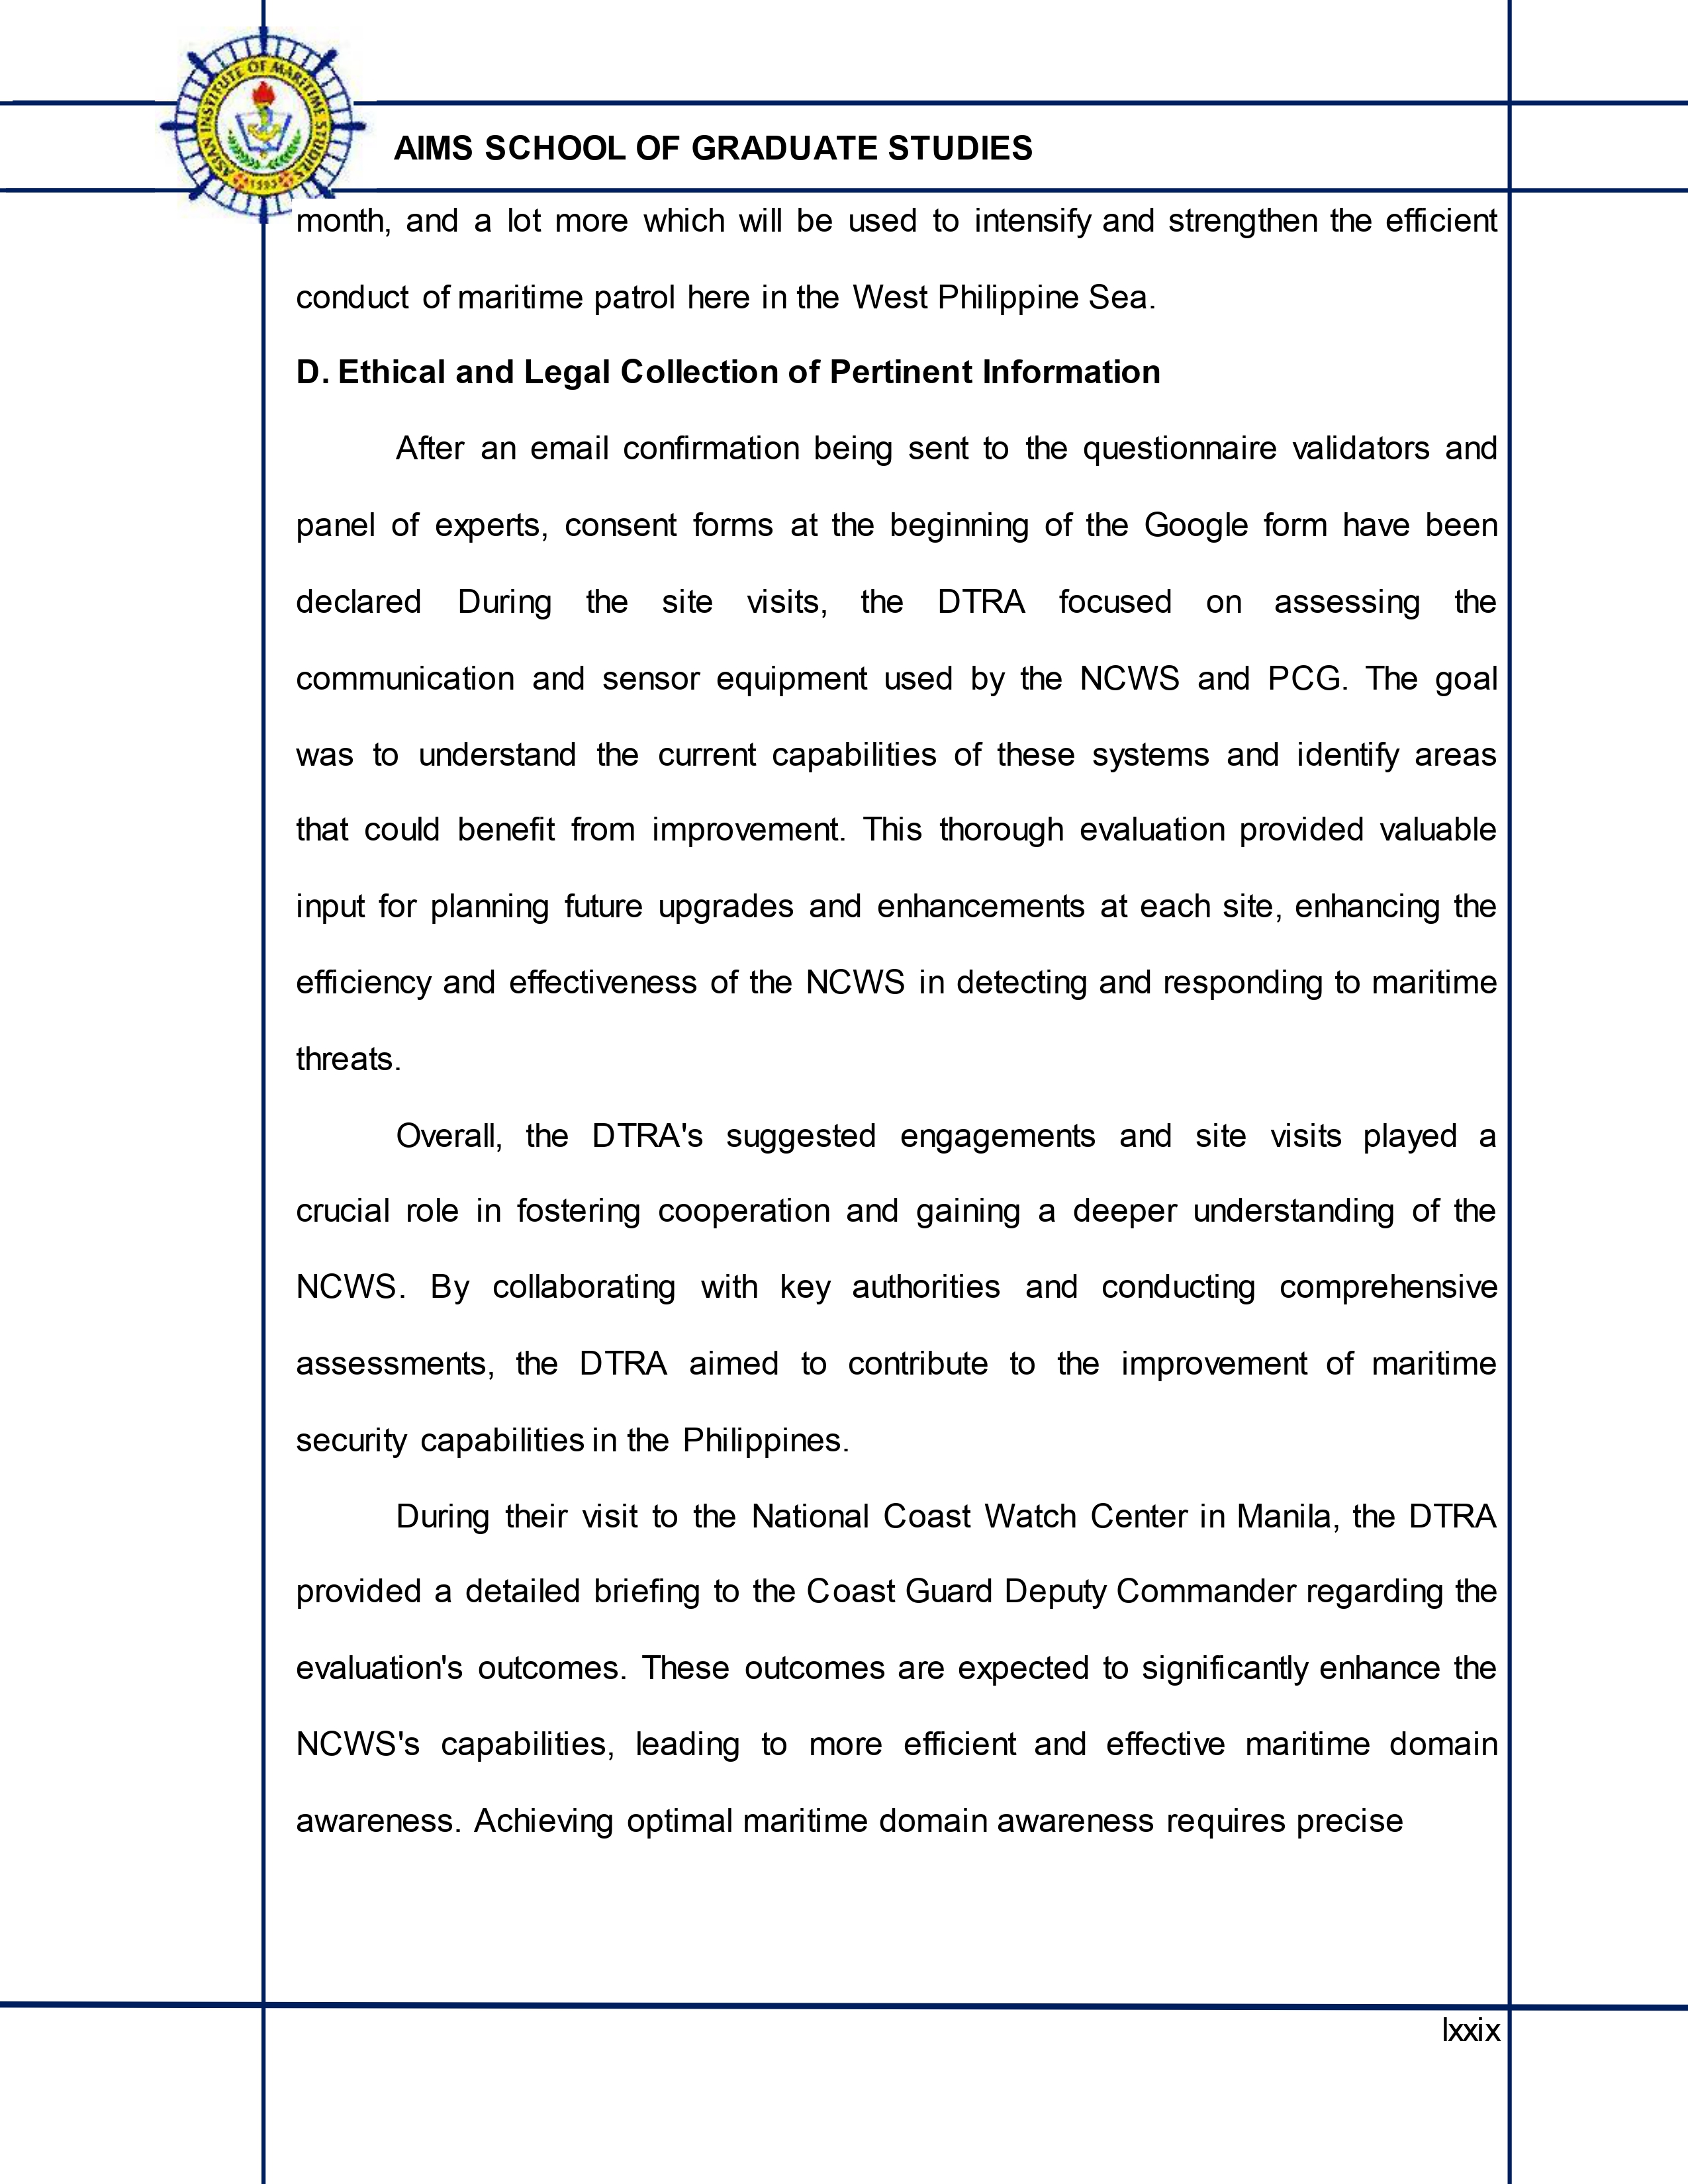 ASIAN INSTITUTE OF MARITIME STUDIES
1993
AIMS SCHOOL OF GRADUATE STUDIES
month, and a lot more which will be used to intensify and strengthen the efficient
conduct of maritime patrol here in the West Philippine Sea.
D. Ethical and Legal Collection of Pertinent Information
After an email confirmation being sent to the questionnaire validators and
panel of experts, consent forms at the beginning of the Google form have been
declared During the site visits, the DTRA focused on assessing the
communication and sensor equipment used by the NCWS and PCG. The goal
was to understand the current capabilities of these systems and identify areas
that could benefit from improvement. This thorough evaluation provided valuable
input for planning future upgrades and enhancements at each site, enhancing the
efficiency and effectiveness of the NCWS in detecting and responding to maritime
threats.
Overall, the DTRA's suggested engagements and site visits played a
crucial role in fostering cooperation and gaining a deeper understanding of the
NCWS. By collaborating with key authorities and conducting comprehensive
assessments, the DTRA aimed to contribute to the improvement of maritime
security capabilities in the Philippines.
During their visit to the National Coast Watch Center in Manila, the DTRA
provided a detailed briefing to the Coast Guard Deputy Commander regarding the
evaluation's outcomes. These outcomes are expected to significantly enhance the
NCWS's capabilities, leading to more efficient and effective maritime domain
awareness. Achieving optimal maritime domain awareness requires precise
lxxix